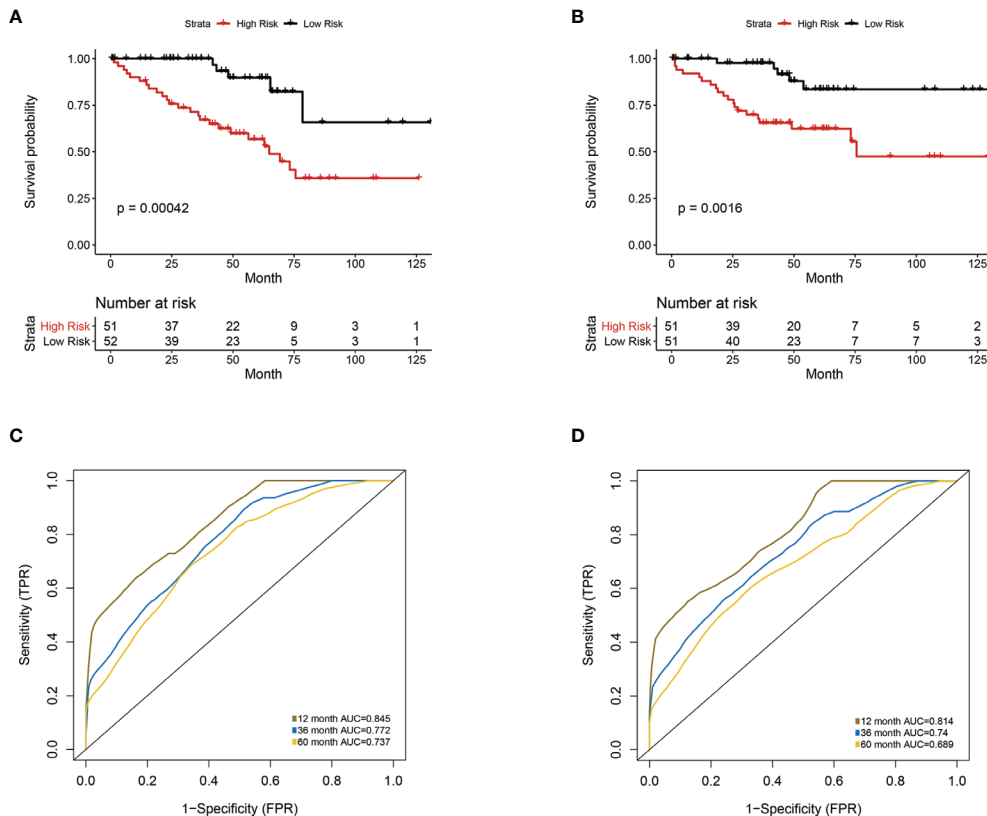 A
Strata High Risk Low Risk
1.00
0.75
0.50
0.25
0.00
Survival probability
p = 0.00042
0 25 50 75 100 125
Month
Number at risk
Strata
High Risk 51 37 22 9 3 1
Low Risk 52 39 23 5 3 1
0 25 50 75 100 125
Month
B
Strata High Risk Low Risk
1.00
0.75
0.50
0.25
0.00
Survival probability
p = 0.0016
0 25 50 75 100 125
Month
Number at risk
Strata
High Risk 51 39 20 7 5 2
Low Risk 51 40 23 7 7 3
0 25 50 75 100 125
Month
C
1.0
0.8
0.6
0.4
0.2
0.0
Sensitivity (TPR)
12 month AUC=0.845
36 month AUC=0.772
60 month AUC=0.737
0.0 0.2 0.4 0.6 0.8 1.0
1-Specificity (FPR)
D
1.0
0.8
0.6
0.4
0.2
0.0
Sensitivity (TPR)
12 month AUC=0.814
36 month AUC=0.74
60 month AUC=0.689
0.0 0.2 0.4 0.6 0.8 1.0
1-Specificity (FPR)